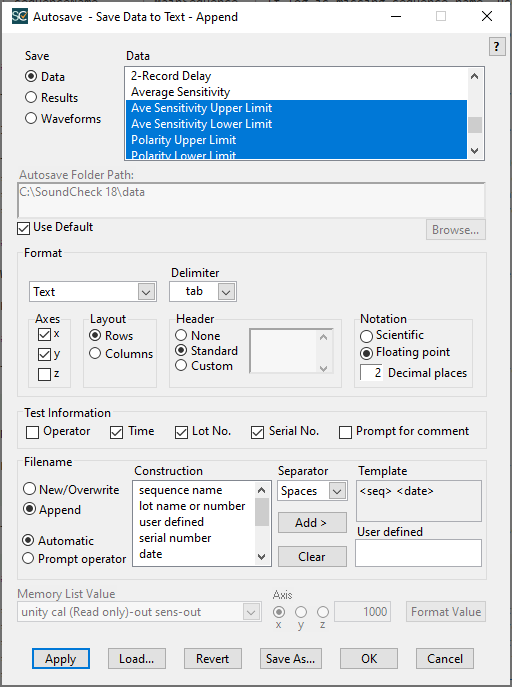 SC Autosave - Save Data to Text - Append
?
Save
Data
Data
Results
Waveforms
2-Record Delay
Average Sensitivity
Ave Sensitivity Upper Limit
Ave Sensitivity Lower Limit
Polarity Upper Limit
Polarity Lower Limit
Autosave Folder Path:
C:\SoundCheck 18\data
Use Default
Browse...
Format
Text
Delimiter
tab
Axes
x
y
z
Layout
Rows
Columns
Header
None
Standard
Custom
Notation
Scientific
Floating point
2 Decimal places
Test Information
Operator
Time
Lot No.
Serial No.
Prompt for comment
Filename
New/Overwrite
Append
Automatic
Prompt operator
Construction
sequence name
lot name or number
user defined
serial number
date
Separator
Spaces
Add >
Clear
Template
<seq> <date>
User defined
Memory List Value
unity cal (Read only)-out sens-out
Axis
x y z
1000
Format Value
Apply
Load...
Revert
Save As...
OK
Cancel